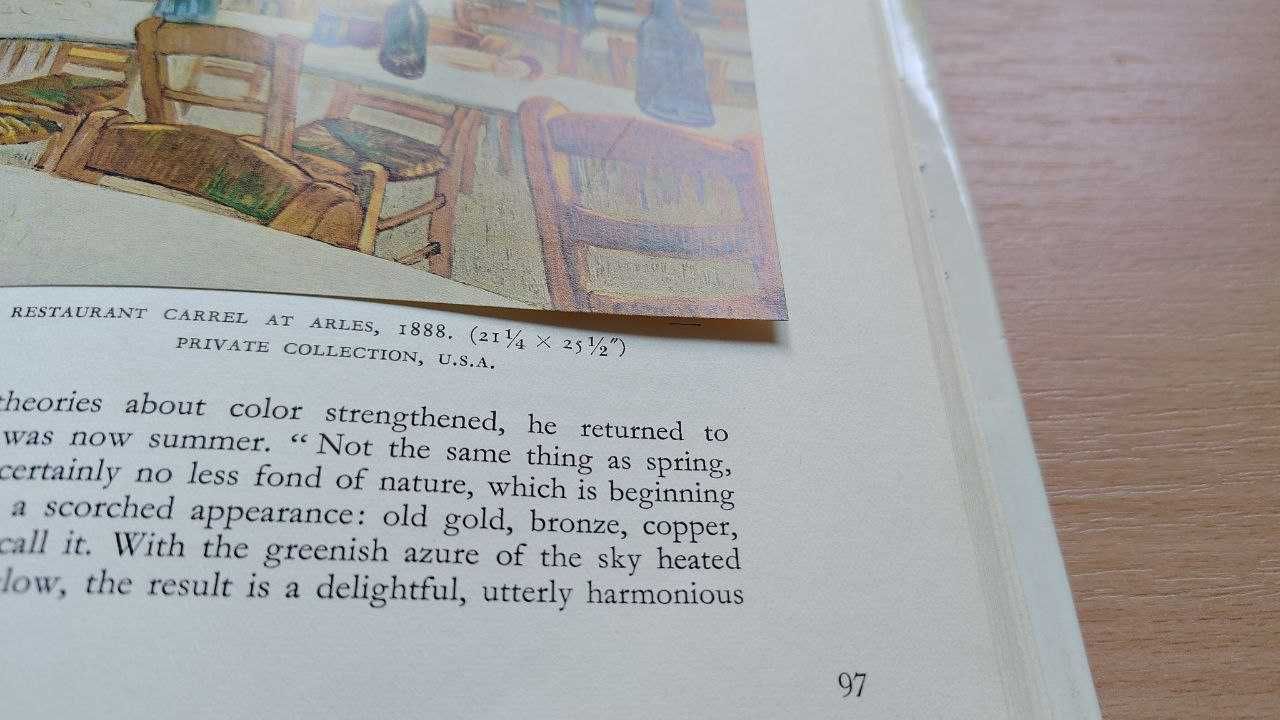 RESTAURANT CARREL AT ARLES, 1888. (21¼ × 25½″)
PRIVATE COLLECTION, U.S.A.
theories about color strengthened, he returned to
was now summer. “Not the same thing as spring,
certainly no less fond of nature, which is beginning
a scorched appearance: old gold, bronze, copper,
call it. With the greenish azure of the sky heated
the result is a delightful, utterly harmonious
97